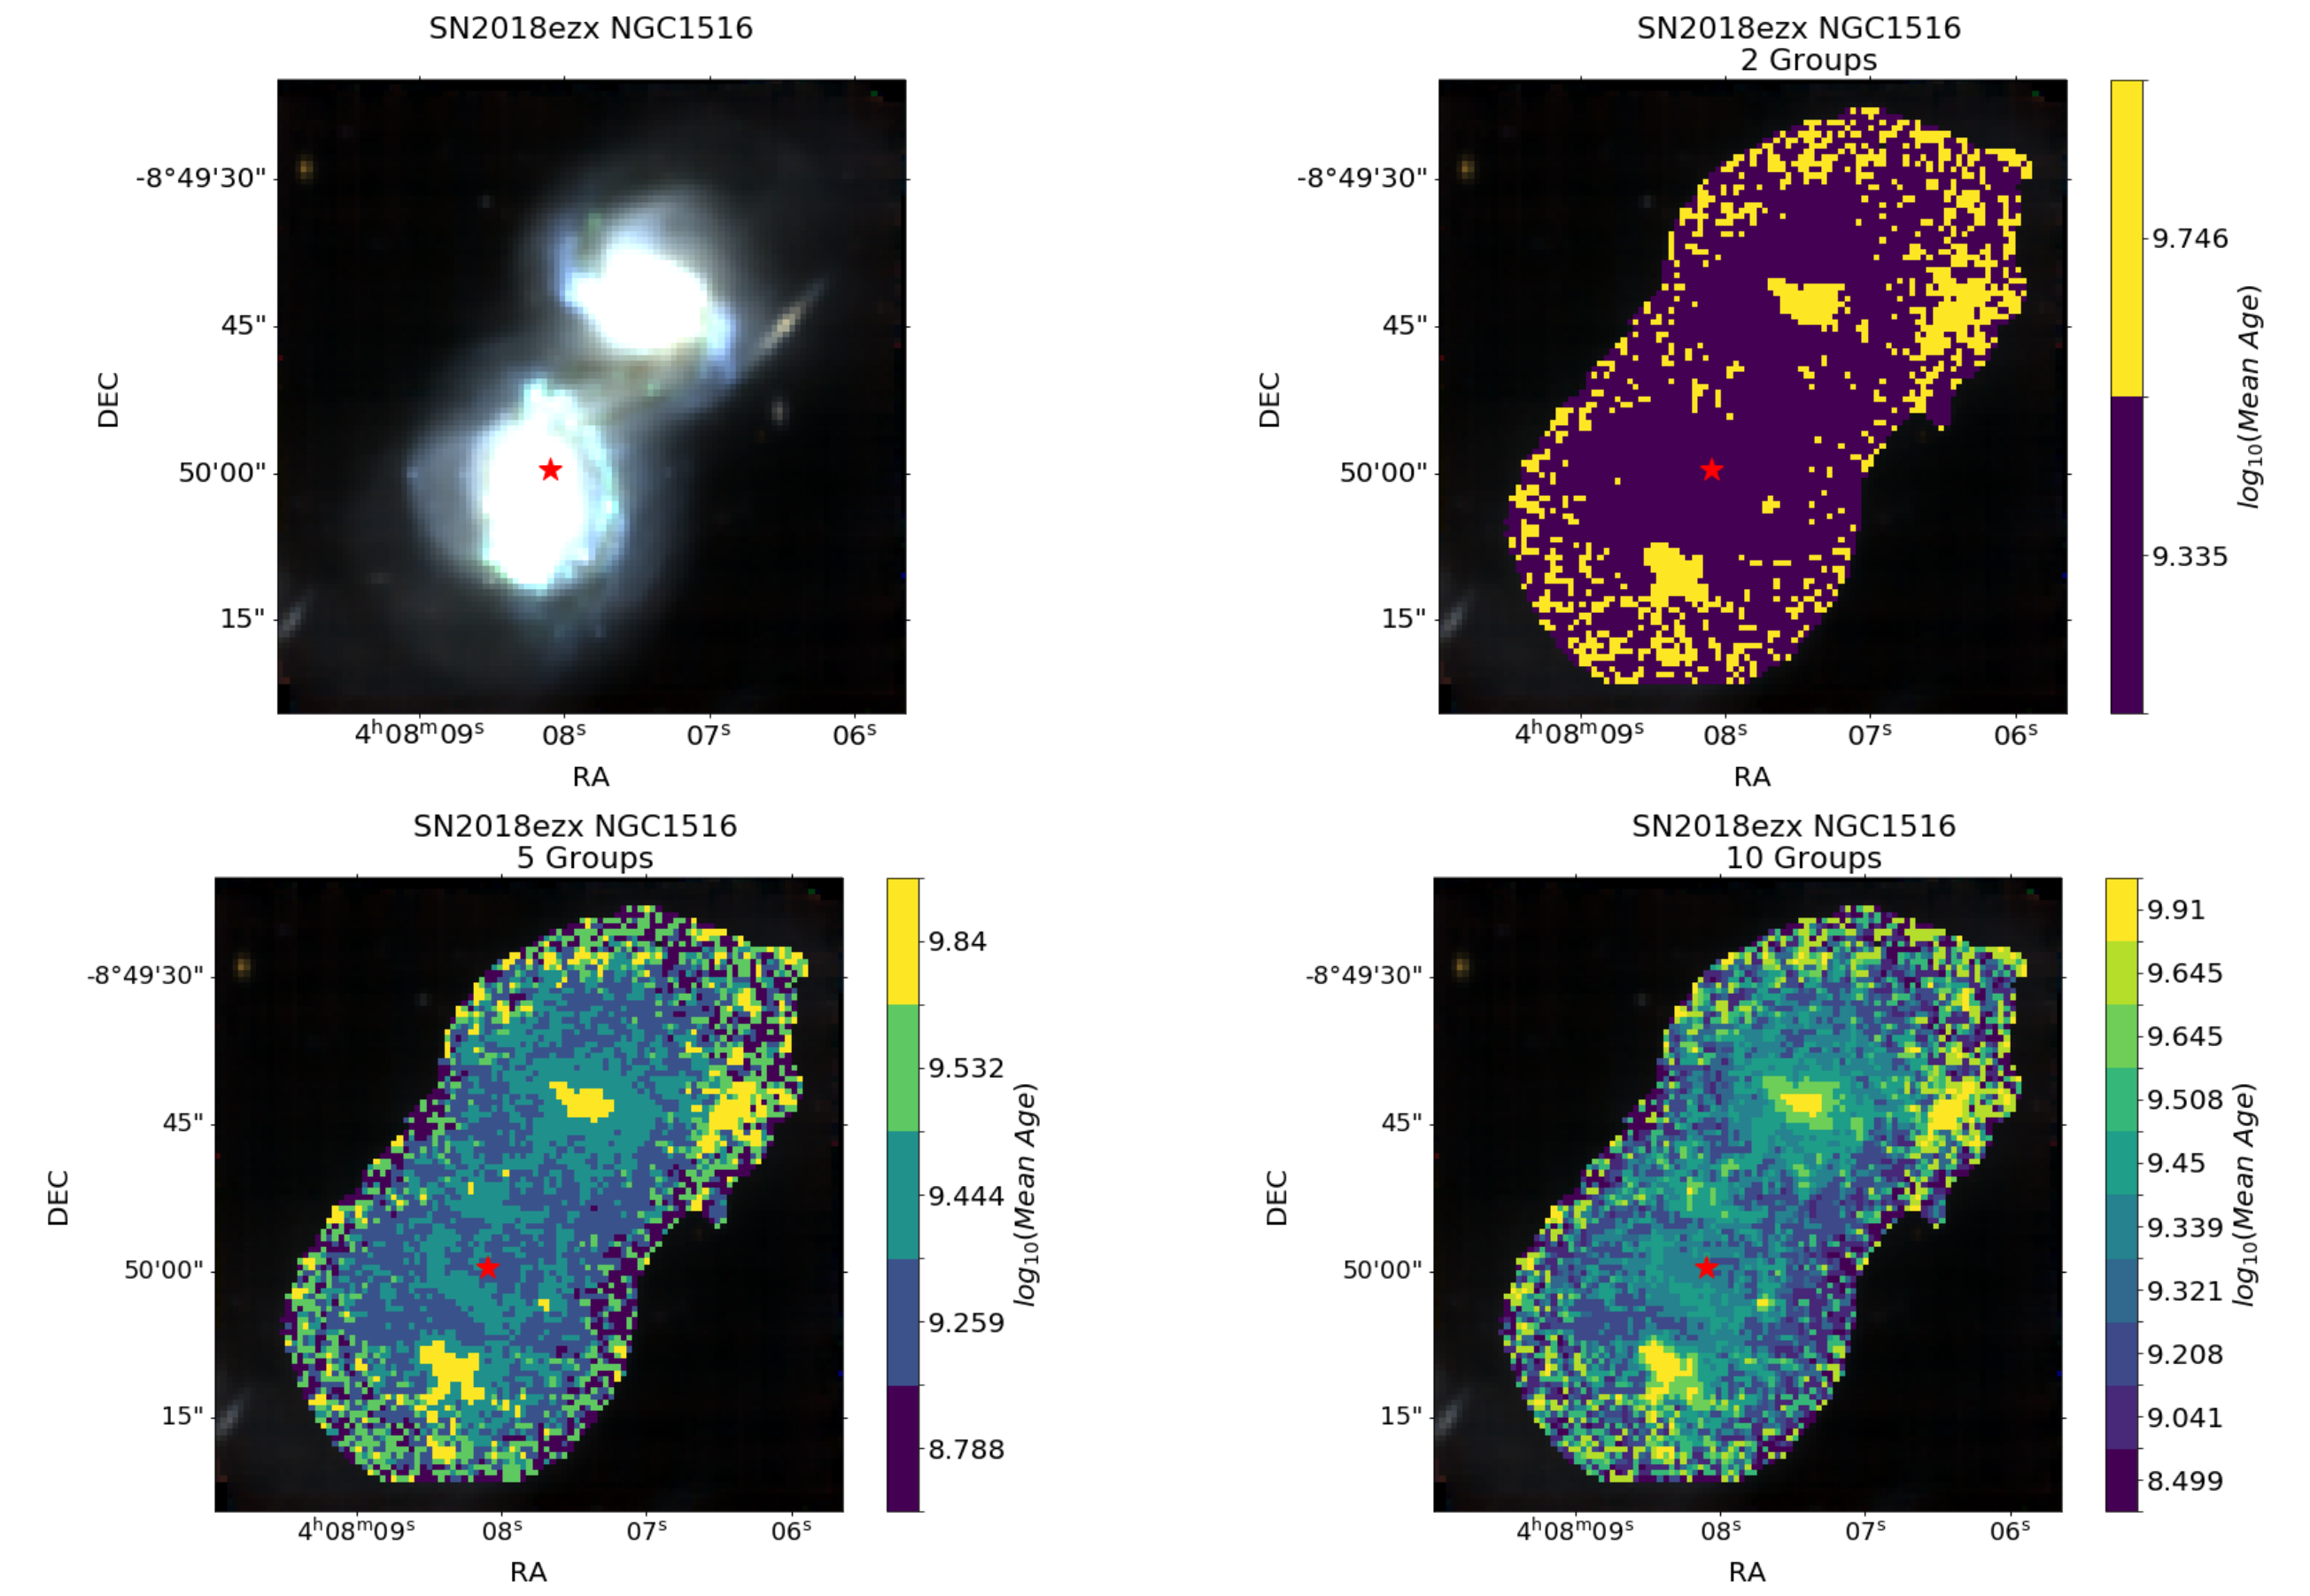 SN2018ezx NGC1516
-8°49'30"
45"
50'00"
15"
DEC
4ʰ08ᵐ09ˢ 08ˢ 07ˢ 06ˢ
RA
SN2018ezx NGC1516
2 Groups
-8°49'30"
45"
50'00"
15"
DEC
4ʰ08ᵐ09ˢ 08ˢ 07ˢ 06ˢ
RA
9.746
9.335
log₁₀(Mean Age)
SN2018ezx NGC1516
5 Groups
-8°49'30"
45"
50'00"
15"
DEC
4ʰ08ᵐ09ˢ 08ˢ 07ˢ 06ˢ
RA
9.84
9.532
9.444
9.259
8.788
log₁₀(Mean Age)
SN2018ezx NGC1516
10 Groups
-8°49'30"
45"
50'00"
15"
DEC
4ʰ08ᵐ09ˢ 08ˢ 07ˢ 06ˢ
RA
9.91
9.645
9.645
9.508
9.45
9.339
9.321
9.208
9.041
8.499
log₁₀(Mean Age)